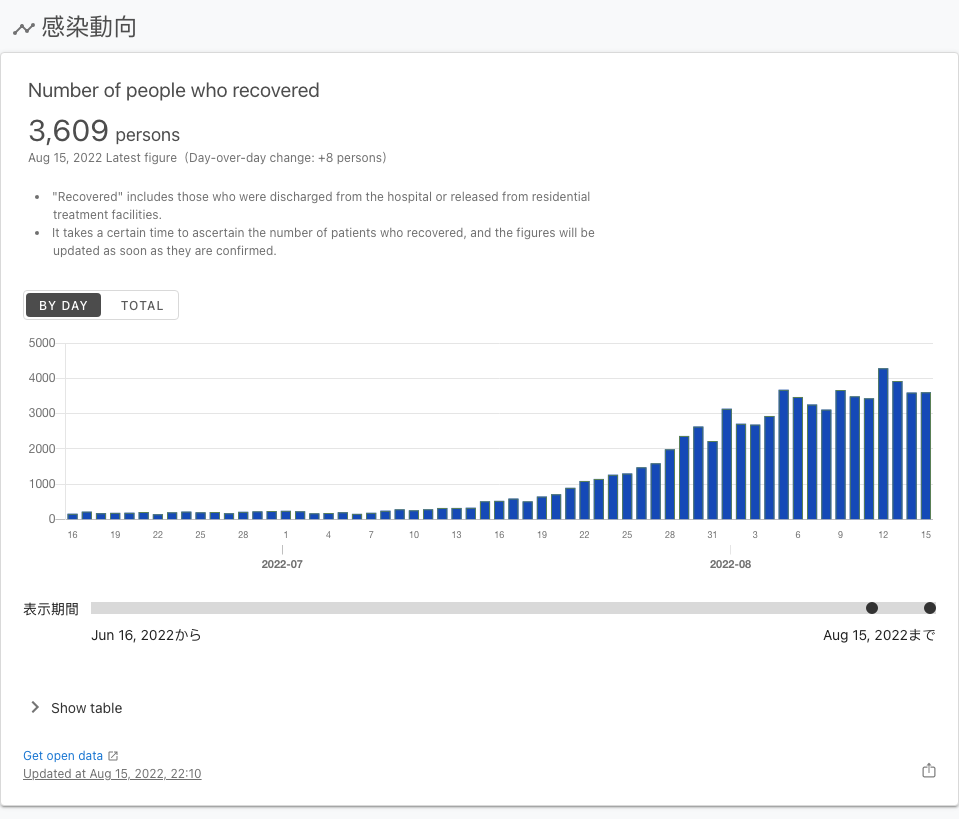 感染動向
Number of people who recovered
3,609 persons
Aug 15, 2022 Latest figure (Day-over-day change: +8 persons)
• "Recovered" includes those who were discharged from the hospital or released from residential
treatment facilities.
• It takes a certain time to ascertain the number of patients who recovered, and the figures will be
updated as soon as they are confirmed.
BY DAY TOTAL
5000
4000
3000
2000
1000
0
16 19 22 25 28 1 4 7 10 13 16 19 22 25 28 31 3 6 9 12 15
2022-07 2022-08
表示期間
Jun 16, 2022から Aug 15, 2022まで
Show table
Get open data
Updated at Aug 15, 2022, 22:10